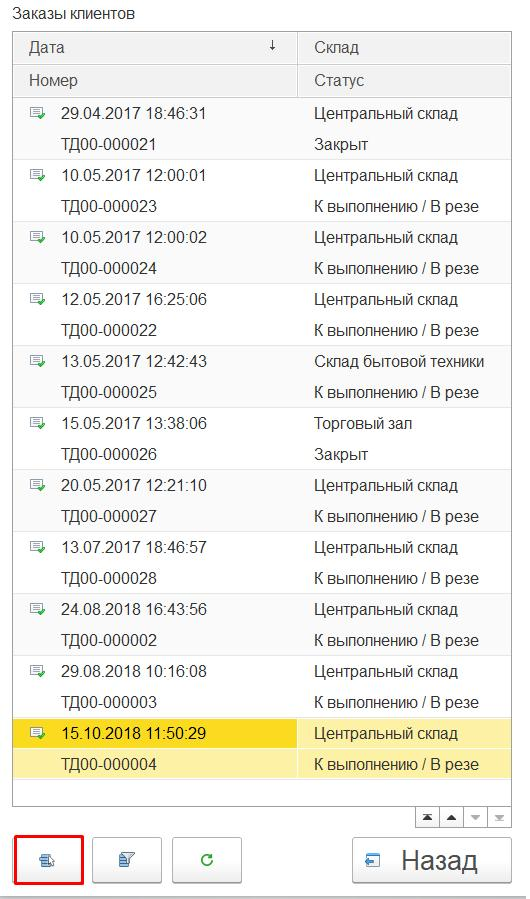 Заказы клиентов
Дата ↓ Склад
Номер Статус
29.04.2017 18:46:31 Центральный склад
ТД00-000021 Закрыт
10.05.2017 12:00:01 Центральный склад
ТД00-000023 К выполнению / В резе
10.05.2017 12:00:02 Центральный склад
ТД00-000024 К выполнению / В резе
12.05.2017 16:25:06 Центральный склад
ТД00-000022 К выполнению / В резе
13.05.2017 12:42:43 Склад бытовой техники
ТД00-000025 К выполнению / В резе
15.05.2017 13:38:06 Торговый зал
ТД00-000026 Закрыт
20.05.2017 12:21:10 Центральный склад
ТД00-000027 К выполнению / В резе
13.07.2017 18:46:57 Центральный склад
ТД00-000028 К выполнению / В резе
24.08.2018 16:43:56 Центральный склад
ТД00-000002 К выполнению / В резе
29.08.2018 10:16:08 Центральный склад
ТД00-000003 К выполнению / В резе
15.10.2018 11:50:29 Центральный склад
ТД00-000004 К выполнению / В резе
Назад